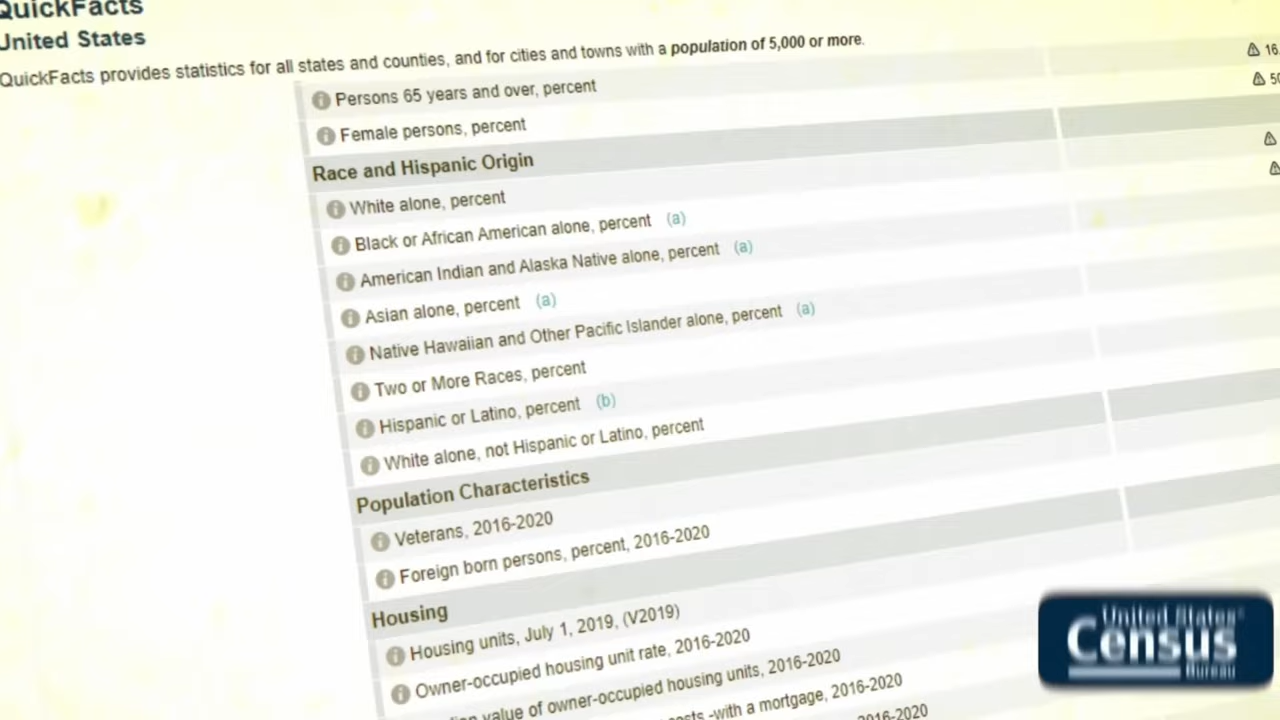 QuickFacts
United States
QuickFacts provides statistics for all states and counties, and for cities and towns with a population of 5,000 or more.
Persons 65 years and over, percent
16.
Female persons, percent
50
Race and Hispanic Origin
White alone, percent
Black or African American alone, percent (a)
American Indian and Alaska Native alone, percent (a)
Asian alone, percent (a)
Native Hawaiian and Other Pacific Islander alone, percent (a)
Two or More Races, percent
Hispanic or Latino, percent (b)
White alone, not Hispanic or Latino, percent
Population Characteristics
Veterans, 2016-2020
Foreign born persons, percent, 2016-2020
Housing
Housing units, July 1, 2019, (V2019)
Owner-occupied housing unit rate, 2016-2020
value of owner-occupied housing units, 2016-2020
-with a mortgage, 2016-2020
2016-2020
United States®
Census
Bureau